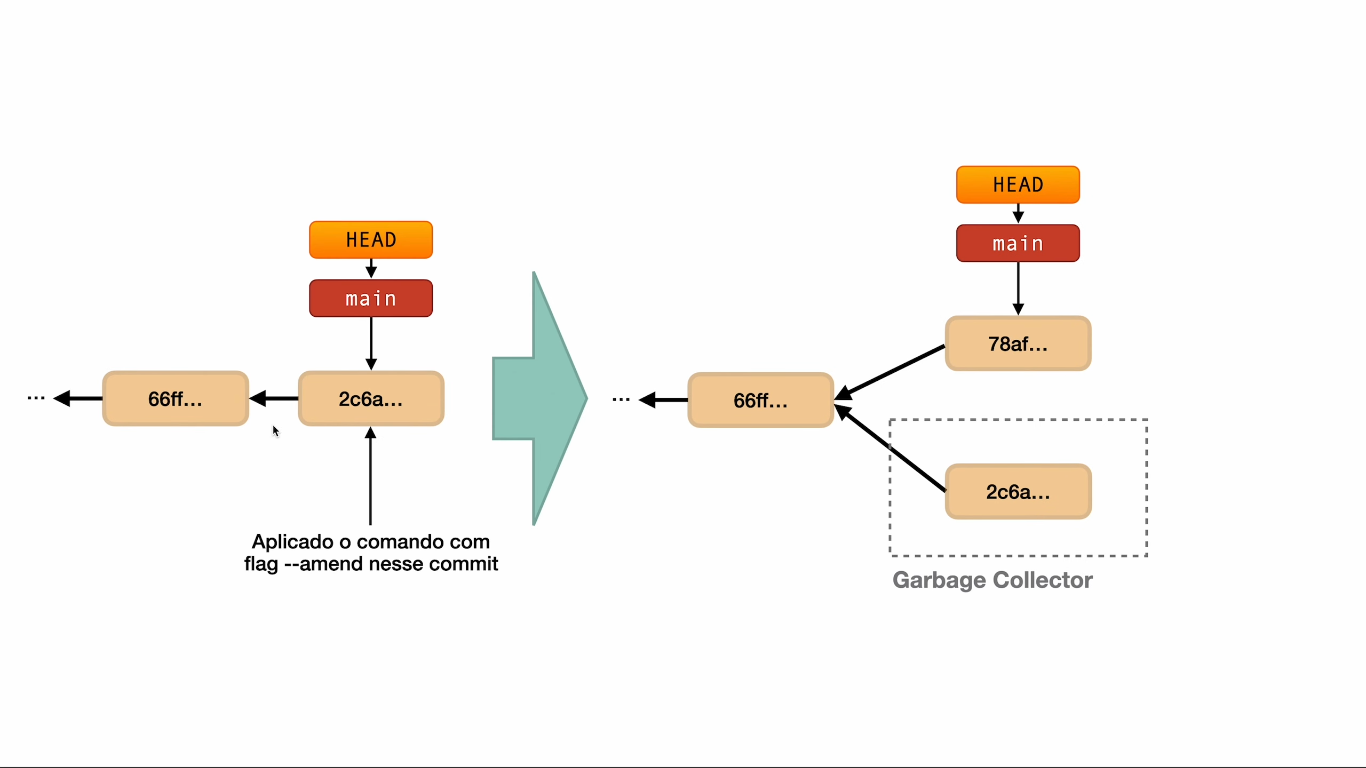 HEAD
main
... 66ff... 2c6a...
Aplicado o comando com
flag --amend nesse commit
HEAD
main
78af...
... 66ff...
2c6a...
Garbage Collector